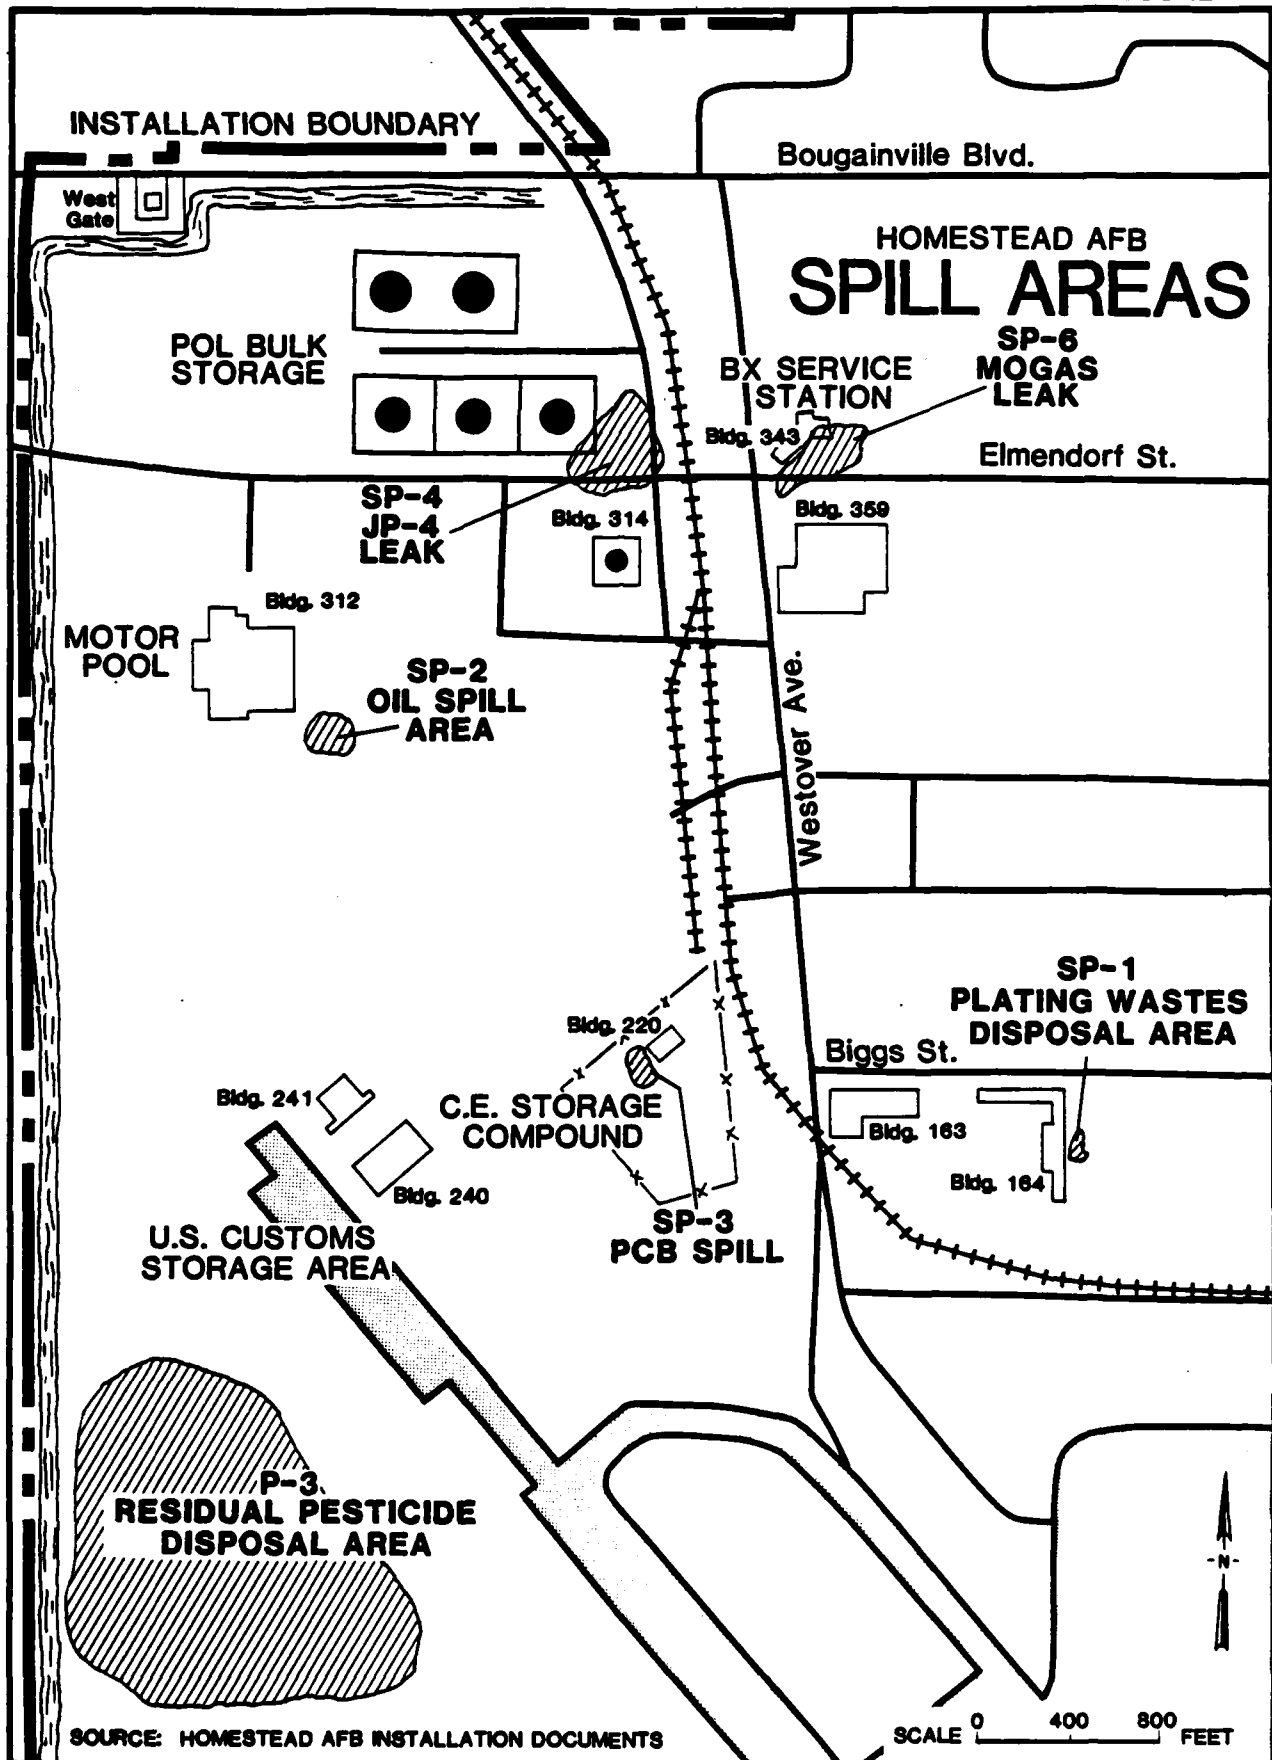 INSTALLATION BOUNDARY
Bougainville Blvd.
West
Gate
HOMESTEAD AFB
SPILL AREAS
SP-6
MOGAS
LEAK
BX SERVICE
STATION
POL BULK
STORAGE
Bldg. 343
Elmendorf St.
SP-4
JP-4
LEAK
Bldg. 314
Bldg. 359
Bldg. 312
MOTOR
POOL
SP-2
OIL SPILL
AREA
Westover Ave.
SP-1
PLATING WASTES
DISPOSAL AREA
Bldg. 220
Biggs St.
Bldg. 241
C.E. STORAGE
COMPOUND
Bldg. 163
Bldg. 164
Bldg. 240
SP-3
PCB SPILL
U.S. CUSTOMS
STORAGE AREA
P-3
RESIDUAL PESTICIDE
DISPOSAL AREA
-N-
SOURCE: HOMESTEAD AFB INSTALLATION DOCUMENTS
SCALE 0 400 800 FEET